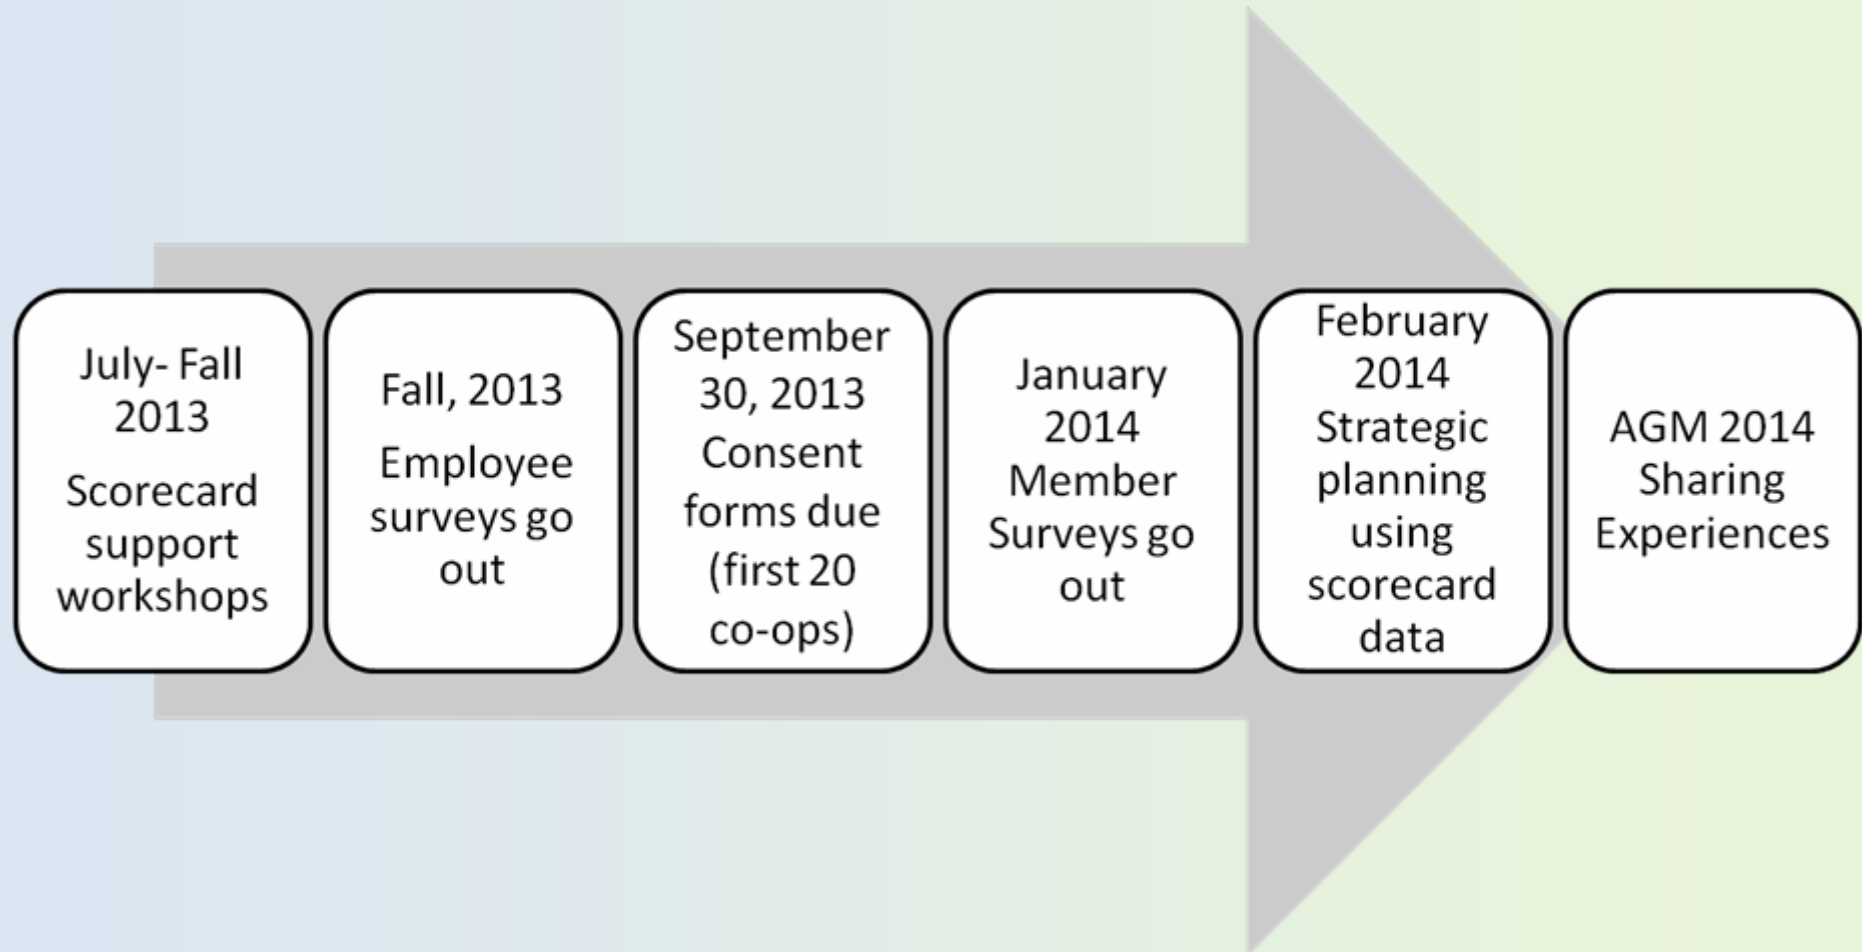 July- Fall
2013
Scorecard
support
workshops
Fall, 2013
Employee
surveys go
out
September
30, 2013
Consent
forms due
(first 20
co-ops)
January
2014
Member
Surveys go
out
February
2014
Strategic
planning
using
scorecard
data
AGM 2014
Sharing
Experiences